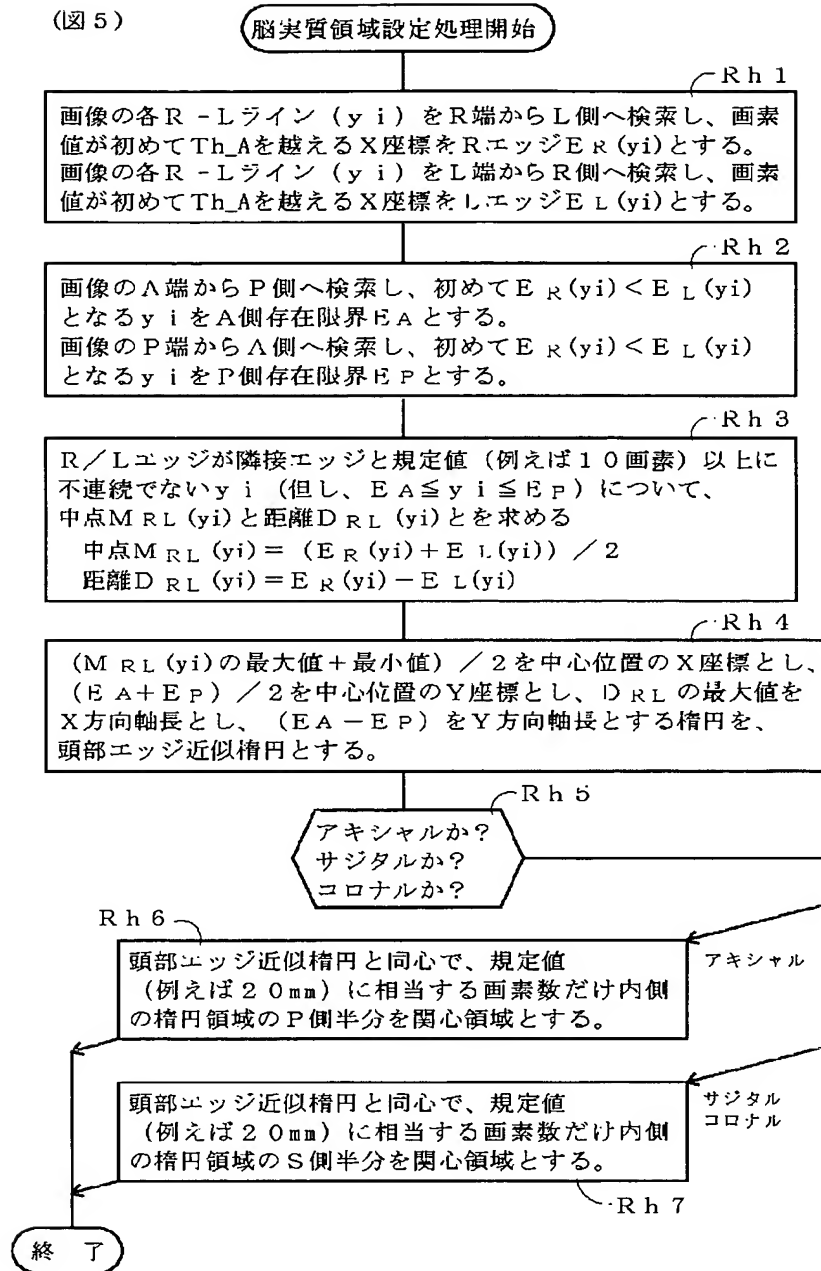 (図5)
脳実質領域設定処理開始
Rh1
画像の各R-Lライン(yi)をR端からL側へ検索し、画素
値が初めてTh_Aを越えるX座標をRエッジER(yi)とする。
画像の各R-Lライン(yi)をL端からR側へ検索し、画素
値が初めてTh_Aを越えるX座標をLエッジEL(yi)とする。
Rh2
画像のA端からP側へ検索し、初めてER(yi)<EL(yi)
となるyiをA側存在限界EAとする。
画像のP端からA側へ検索し、初めてER(yi)<EL(yi)
となるyiをP側存在限界EPとする。
Rh3
R/Lエッジが隣接エッジと規定値(例えば10画素)以上に
不連続でないyi(但し、EA≦yi≦EP)について、
中点MRL(yi)と距離DRL(yi)とを求める
中点MRL(yi)=(ER(yi)+EL(yi))/2
距離DRL(yi)=ER(yi)-EL(yi)
Rh4
(MRL(yi)の最大値+最小値)/2を中心位置のX座標とし、
(EA+EP)/2を中心位置のY座標とし、DRLの最大値を
X方向軸長とし、(EA-EP)をY方向軸長とする楕円を、
頭部エッジ近似楕円とする。
Rh5
アキシャルか?
サジタルか?
コロナルか?
Rh6
頭部エッジ近似楕円と同心で、規定値
(例えば20mm)に相当する画素数だけ内側
の楕円領域のP側半分を関心領域とする。
アキシャル
頭部エッジ近似楕円と同心で、規定値
(例えば20mm)に相当する画素数だけ内側
の楕円領域のS側半分を関心領域とする。
サジタル
コロナル
Rh7
終 了